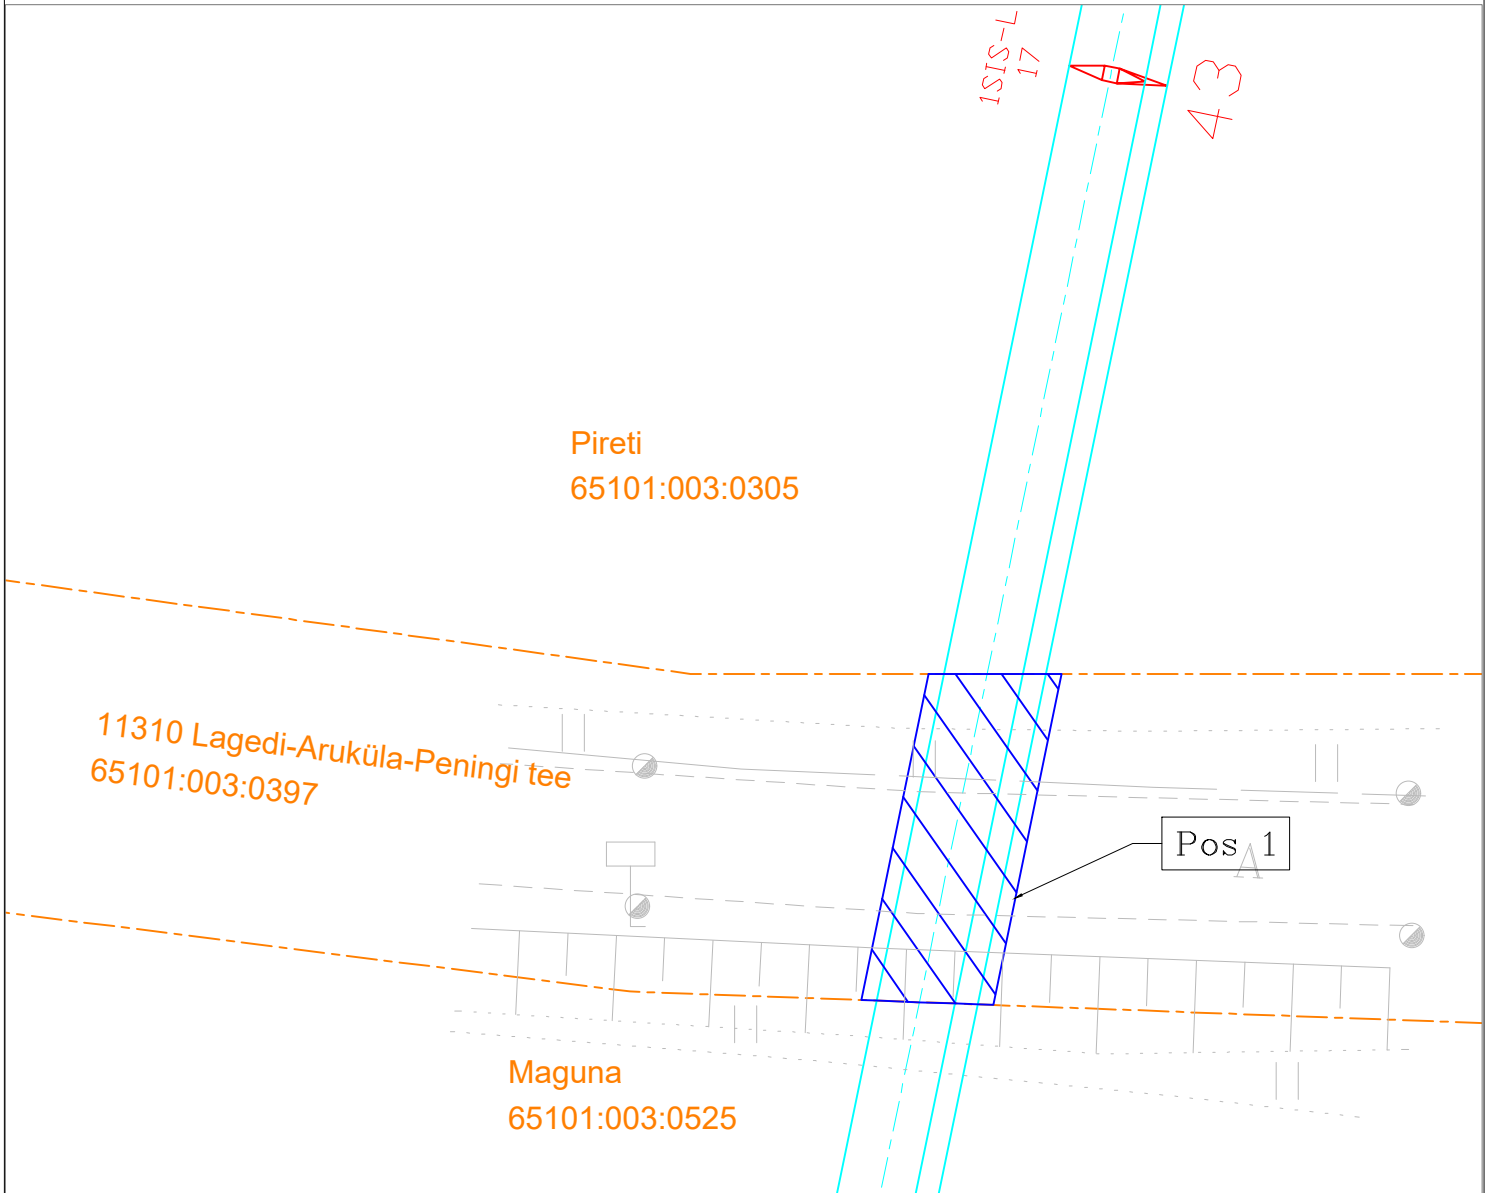 1SIS-L
17
43
Pireti
65101:003:0305
11310 Lagedi-Aruküla-Peningi tee
65101:003:0397
Pos 1
A
Maguna
65101:003:0525